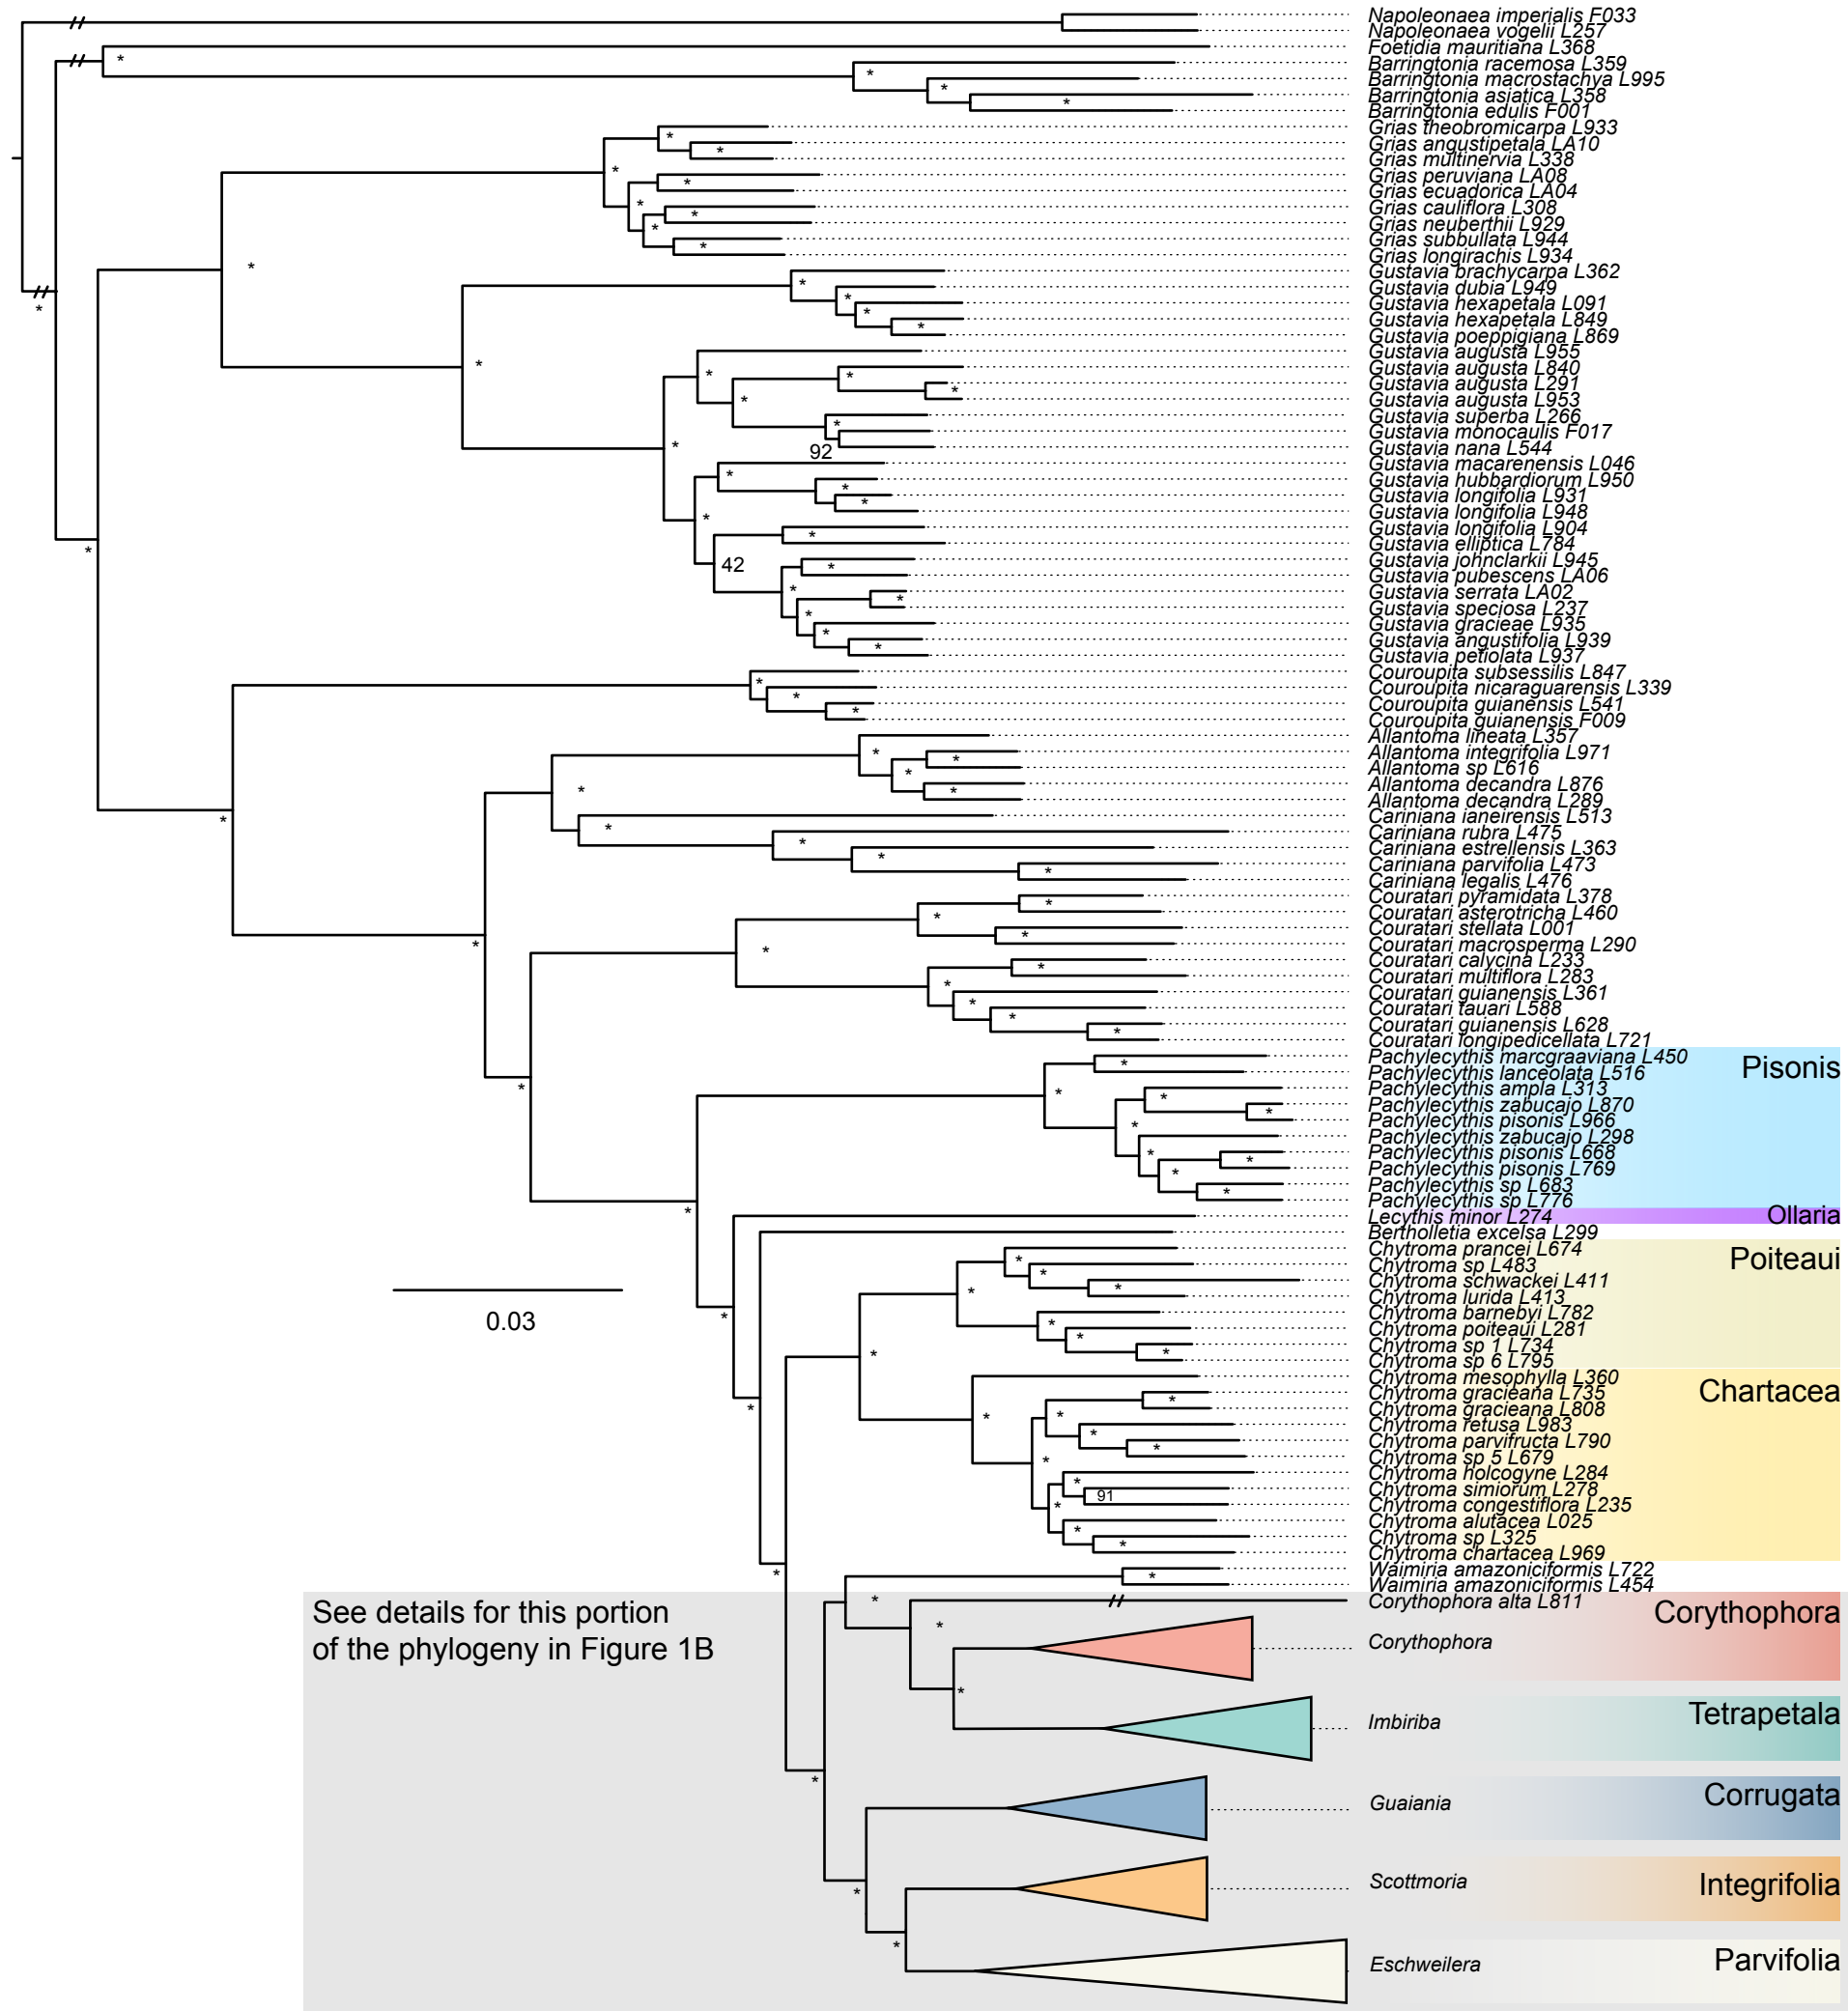 Napoleonaea imperialis F033
Napoleonaea vogelii L257
Foetidia mauritiana L368
Barringtonia racemosa L359
Barringtonia macrostachya L995
Barringtonia asiatica L358
Barringtonia edulis F001
Grias theobromicarpa L933
Grias angustipetala LA10
Grias multinervia L338
Grias peruviana LA08
Grias ecuadorica LA04
Grias cauliflora L308
Grias neuberthii L929
Grias subbullata L944
Grias longirachis L934
Gustavia brachycarpa L362
Gustavia dubia L949
Gustavia hexapetala L091
Gustavia hexapetala L849
Gustavia poeppigiana L869
Gustavia augusta L955
Gustavia augusta L840
Gustavia augusta L291
Gustavia augusta L953
Gustavia superba L266
Gustavia monocaulis F017
Gustavia nana L544
92
Gustavia macarenensis L046
Gustavia hubbardiorum L950
Gustavia longifolia L931
Gustavia longifolia L948
Gustavia longifolia L904
Gustavia elliptica L784
42
Gustavia johnclarkii L945
Gustavia pubescens LA06
Gustavia serrata LA02
Gustavia speciosa L237
Gustavia gracieae L935
Gustavia angustifolia L939
Gustavia petiolata L937
Couroupita subsessilis L847
Couroupita nicaraguarensis L339
Couroupita guianensis L541
Couroupita guianensis F009
Allantoma lineata L357
Allantoma integrifolia L971
Allantoma sp L616
Allantoma decandra L876
Allantoma decandra L289
Cariniana ianeirensis L513
Cariniana rubra L475
Cariniana estrellensis L363
Cariniana parvifolia L473
Cariniana legalis L476
Couratari pyramidata L378
Couratari asterotricha L460
Couratari stellata L001
Couratari macrosperma L290
Couratari calycina L233
Couratari multiflora L283
Couratari guianensis L361
Couratari tauari L588
Couratari guianensis L628
Couratari longipedicellata L721
Pachylecythis marcgraaviana L450
Pisonis
Pachylecythis lanceolata L516
Pachylecythis ampla L313
Pachylecythis zabucajo L870
Pachylecythis pisonis L966
Pachylecythis zabucajo L298
Pachylecythis pisonis L668
Pachylecythis pisonis L769
Pachylecythis sp L683
Pachylecythis sp L776
Lecythis minor L274
Ollaria
Bertholletia excelsa L299
Chytroma prancei L674
Poiteaui
Chytroma sp L483
Chytroma schwackei L411
Chytroma lurida L413
0.03
Chytroma barnebyi L782
Chytroma poiteaui L281
Chytroma sp 1 L734
Chytroma sp 6 L795
Chytroma mesophylla L360
Chytroma gracieana L735
Chartacea
Chytroma gracieana L808
Chytroma retusa L983
Chytroma parvifructa L790
Chytroma sp 5 L679
Chytroma holcogyne L284
Chytroma simiorum L278
91
Chytroma congestiflora L235
Chytroma alutacea L025
Chytroma sp L325
Chytroma chartacea L969
Waimiria amazoniciformis L722
Waimiria amazoniciformis L454
Corythophora alta L811
See details for this portion
of the phylogeny in Figure 1B
Corythophora
Corythophora
Tetrapetala
Imbiriba
Corrugata
Guaiania
Integrifolia
Scottmoria
Parvifolia
Eschweilera